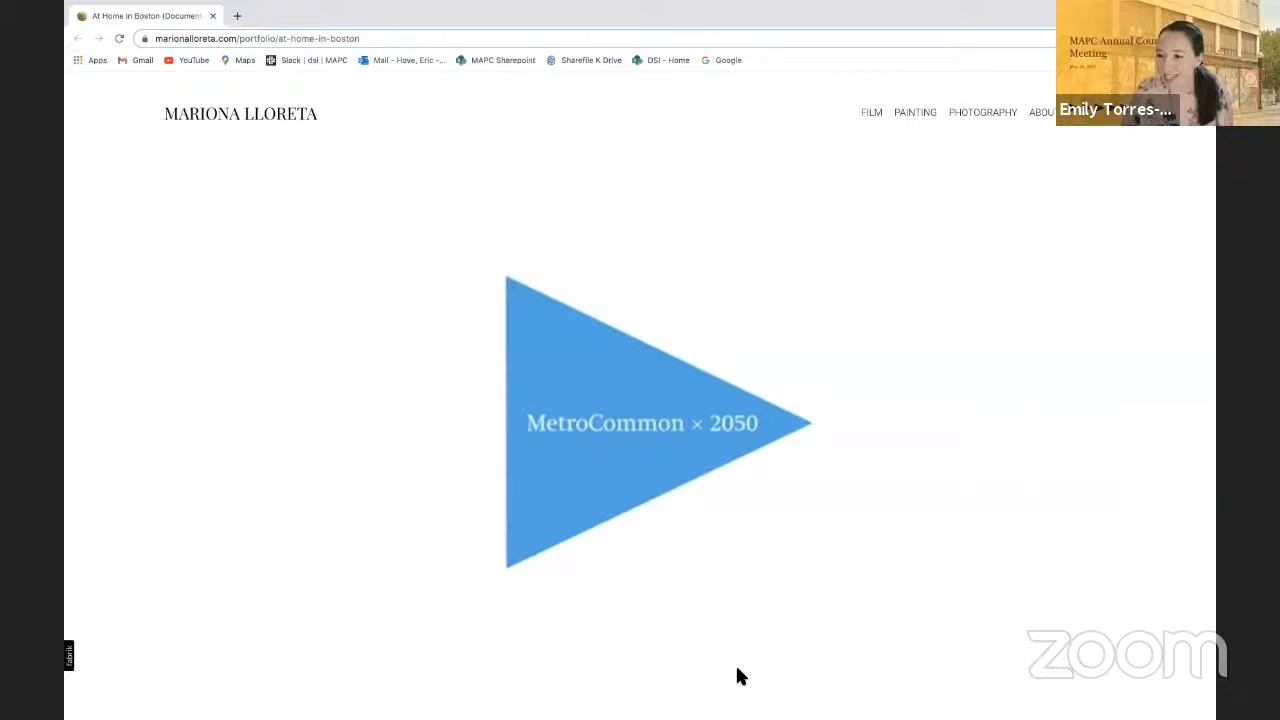 At Home in Boston (Document
marionalloreta.com/portfolio/at-home-in-boston
Apps Gmail YouTube Maps Slack | dsi | MAPC Mail - Hove, Eric -... MAPC Sharepoint Sharefile K Drive DSI - Home Google
MAPC Annual Coun
Meeting
Emily Torres-...
MARIONA LLORETA
FILM PAINTING PHOTOGRAPHY ABOU
MetroCommon × 2050
fabrik
zoom